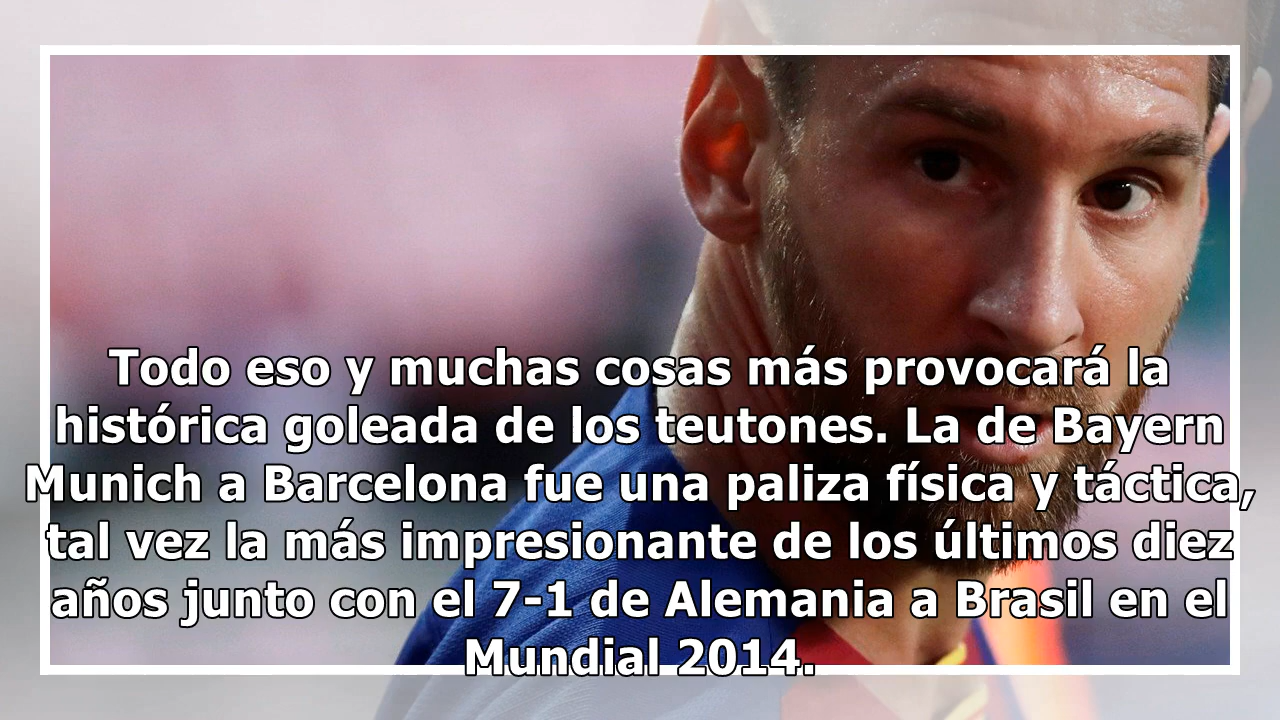 Todo eso y muchas cosas más provocará la
histórica goleada de los teutones. La de Bayern
Munich a Barcelona fue una paliza física y táctica,
tal vez la más impresionante de los últimos diez
años junto con el 7-1 de Alemania a Brasil en el
Mundial 2014.